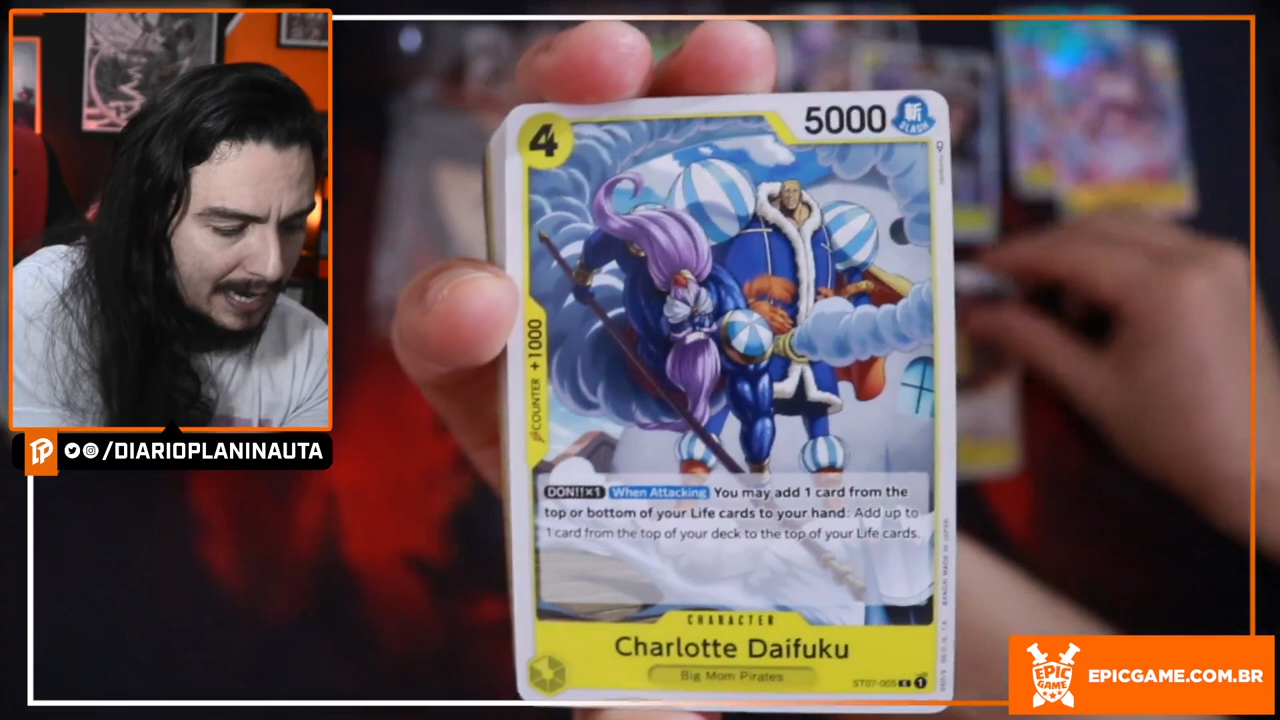 4
5000
斬
SLASH
COUNTER +1000
DON!!×1 When Attacking You may add 1 card from the
top or bottom of your Life cards to your hand: Add up to
1 card from the top of your deck to the top of your Life cards.
CHARACTER
Charlotte Daifuku
Big Mom Pirates
ST07-005 C 1
/DIARIOPLANINAUTA
EPIC
GAME
EPICGAME.COM.BR